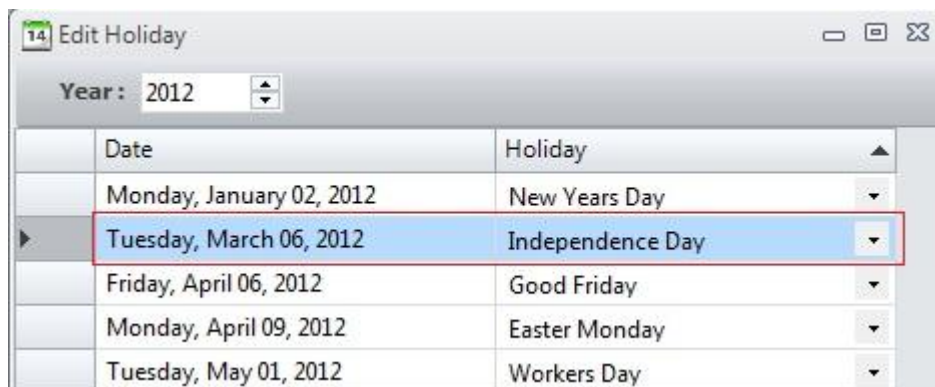 14 Edit Holiday
Year : 2012
Date Holiday
Monday, January 02, 2012 New Years Day
Tuesday, March 06, 2012 Independence Day
Friday, April 06, 2012 Good Friday
Monday, April 09, 2012 Easter Monday
Tuesday, May 01, 2012 Workers Day